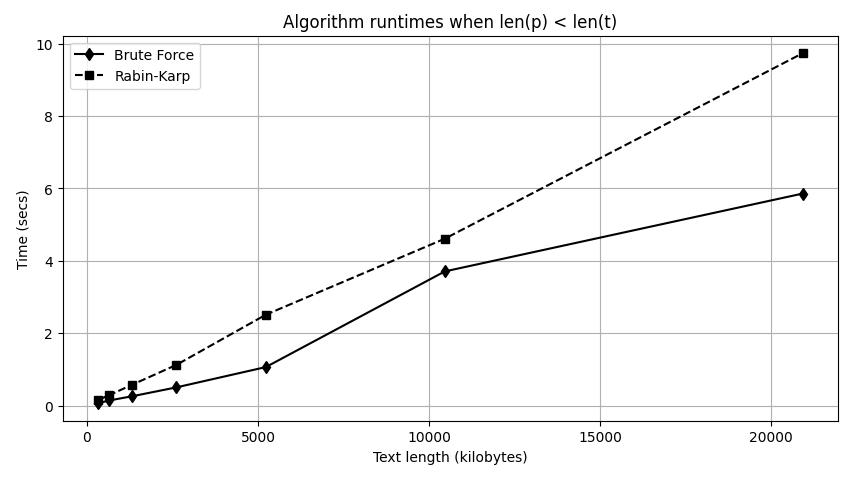 Algorithm runtimes when len(p) < len(t)
Brute Force
Rabin-Karp
Time (secs)
10
8
6
4
2
0
0 5000 10000 15000 20000
Text length (kilobytes)